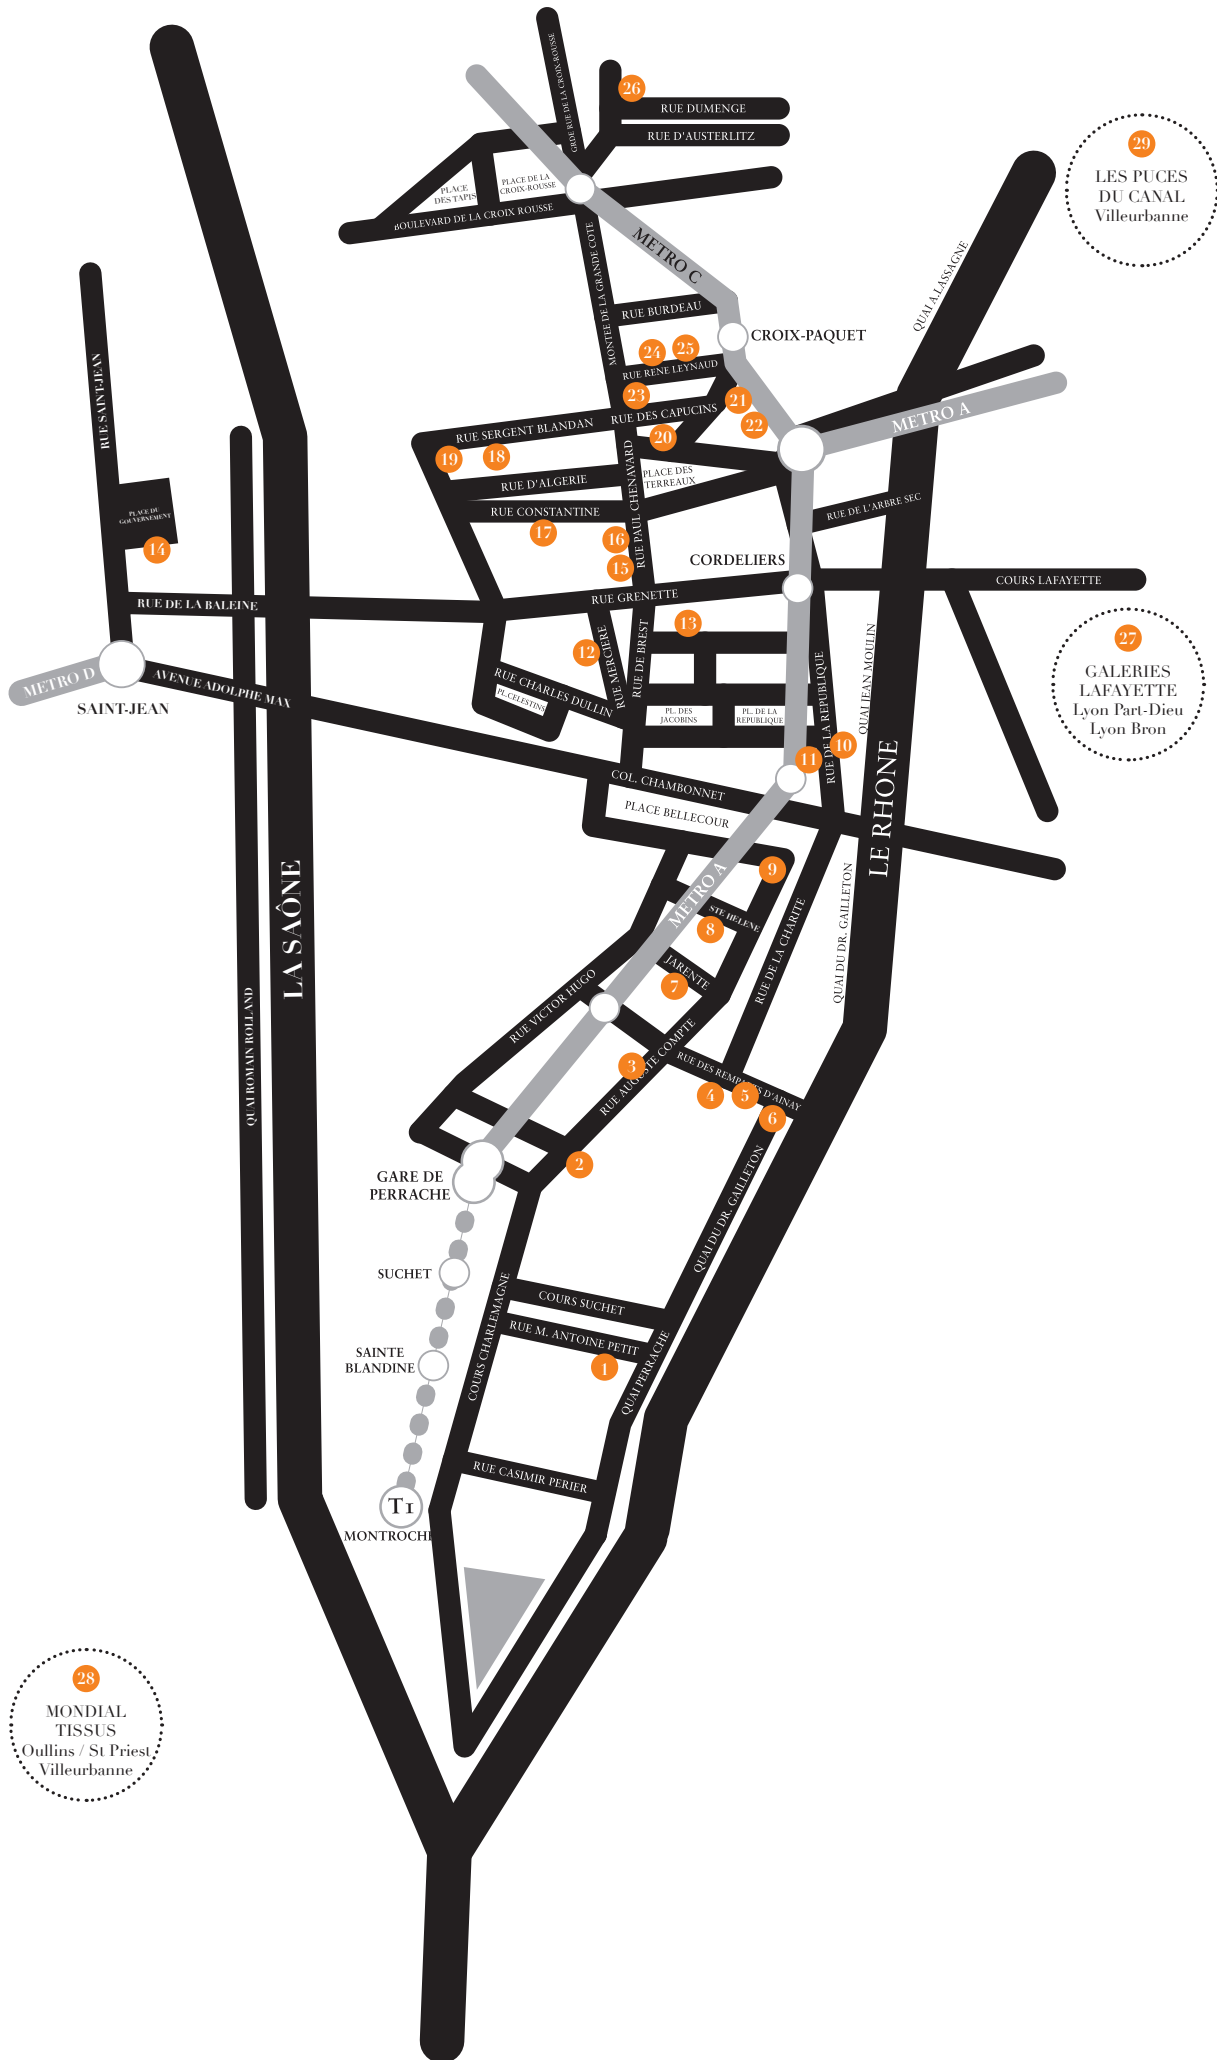 GRDE RUE DE LA CROIX-ROUSSE
26
RUE DUMENGE
RUE D'AUSTERLITZ
29
LES PUCES
DU CANAL
Villeurbanne
PLACE
DES TAPIS
PLACE DE LA
CROIX-ROUSSE
BOULEVARD DE LA CROIX ROUSSE
METRO C
MONTEE DE LA GRANDE COTE
QUAI A.LASSAGNE
RUE BURDEAU
CROIX-PAQUET
24
25
RUE RENE LEYNAUD
23
21
22
RUE SAINT-JEAN
RUE SERGENT BLANDAN
RUE DES CAPUCINS
METRO A
20
19
18
RUE D'ALGERIE
PLACE DES
TERREAUX
RUE PAUL CHENAVARD
RUE CONSTANTINE
RUE DE L'ARBRE SEC
PLACE DU
GOUVERNEMENT
14
17
16
15
CORDELIERS
COURS LAFAYETTE
RUE DE LA BALEINE
RUE GRENETTE
13
12
RUE MERCIERE
RUE DE BREST
RUE DE LA REPUBLIQUE
QUAI JEAN MOULIN
27
GALERIES
LAFAYETTE
Lyon Part-Dieu
Lyon Bron
METRO D
SAINT-JEAN
AVENUE ADOLPHE MAX
RUE CHARLES DULLIN
PL.CELESTINS
PL. DES
JACOBINS
PL. DE LA
REPUBLIQUE
10
11
COL. CHAMBONNET
PLACE BELLECOUR
LE RHONE
9
METRO A
STE HELENE
8
LA SAÔNE
RUE DE LA CHARITE
QUAI DU DR. GAILLETON
JARENTE
7
RUE VICTOR HUGO
QUAI ROMAIN ROLLAND
RUE AUGUSTE COMPTE
3
RUE DES REMPARTS D'AINAY
4
5
6
2
GARE DE
PERRACHE
QUAI DU DR. GAILLETON
SUCHET
COURS SUCHET
COURS CHARLEMAGNE
RUE M. ANTOINE PETIT
1
QUAI PERRACHE
SAINTE
BLANDINE
RUE CASIMIR PERIER
T1
MONTROCHE
28
MONDIAL
TISSUS
Oullins / St Priest
Villeurbanne